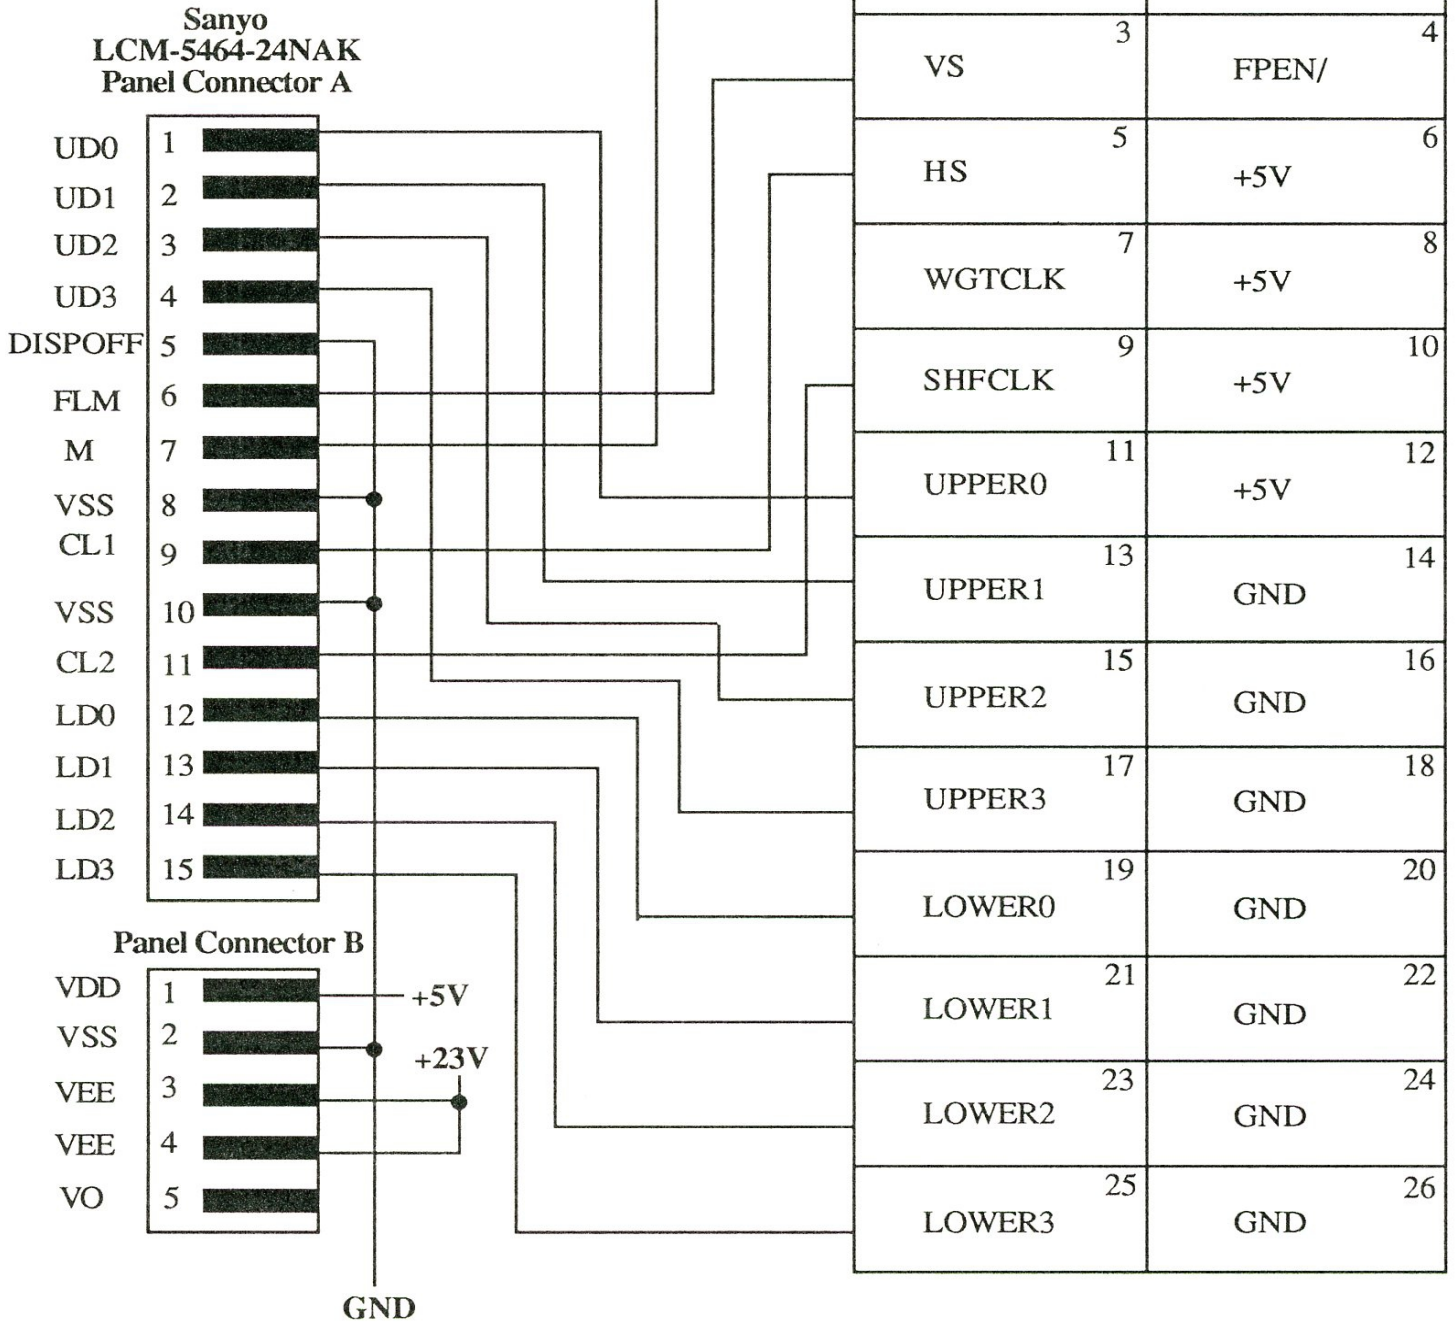 Sanyo
LCM-5464-24NAK
Panel Connector A
UD0 1
UD1 2
UD2 3
UD3 4
DISPOFF 5
FLM 6
M 7
VSS 8
CL1 9
VSS 10
CL2 11
LD0 12
LD1 13
LD2 14
LD3 15
Panel Connector B
VDD 1 +5V
VSS 2
+23V
VEE 3
VEE 4
VO 5
GND
VS 3 FPEN/ 4
HS 5 +5V 6
WGTCLK 7 +5V 8
SHFCLK 9 +5V 10
UPPER0 11 +5V 12
UPPER1 13 GND 14
UPPER2 15 GND 16
UPPER3 17 GND 18
LOWER0 19 GND 20
LOWER1 21 GND 22
LOWER2 23 GND 24
LOWER3 25 GND 26